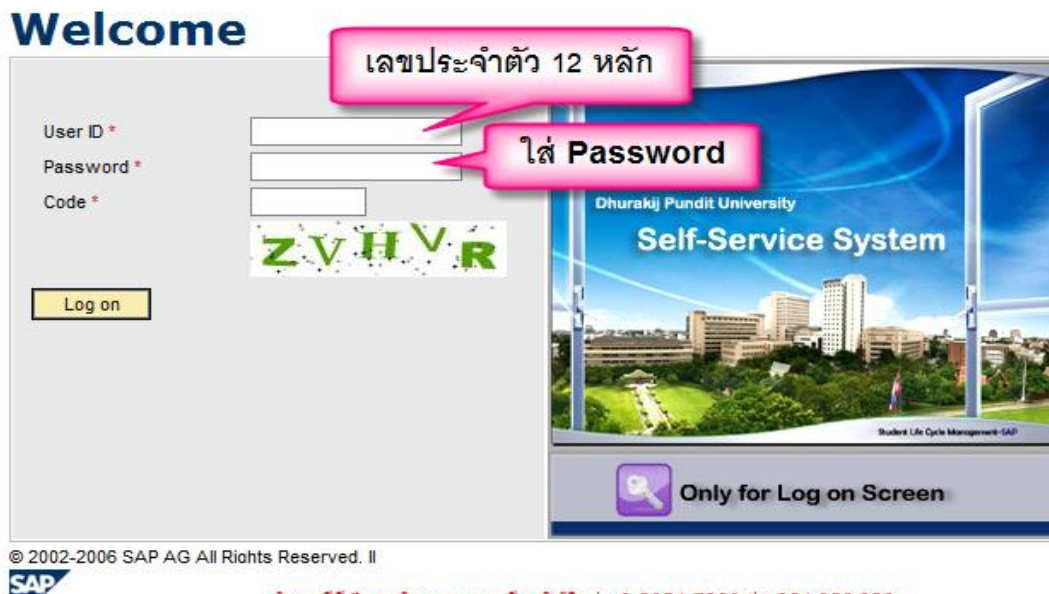 Welcome
เลขประจำตัว 12 หลัก
User ID *
Password *
ใส่ Password
Code *
ZVHVR
Log on
Dhurakij Pundit University
Self-Service System
Student Life Cycle Management-SAP
Only for Log on Screen
© 2002-2006 SAP AG All Rights Reserved. II
SAP